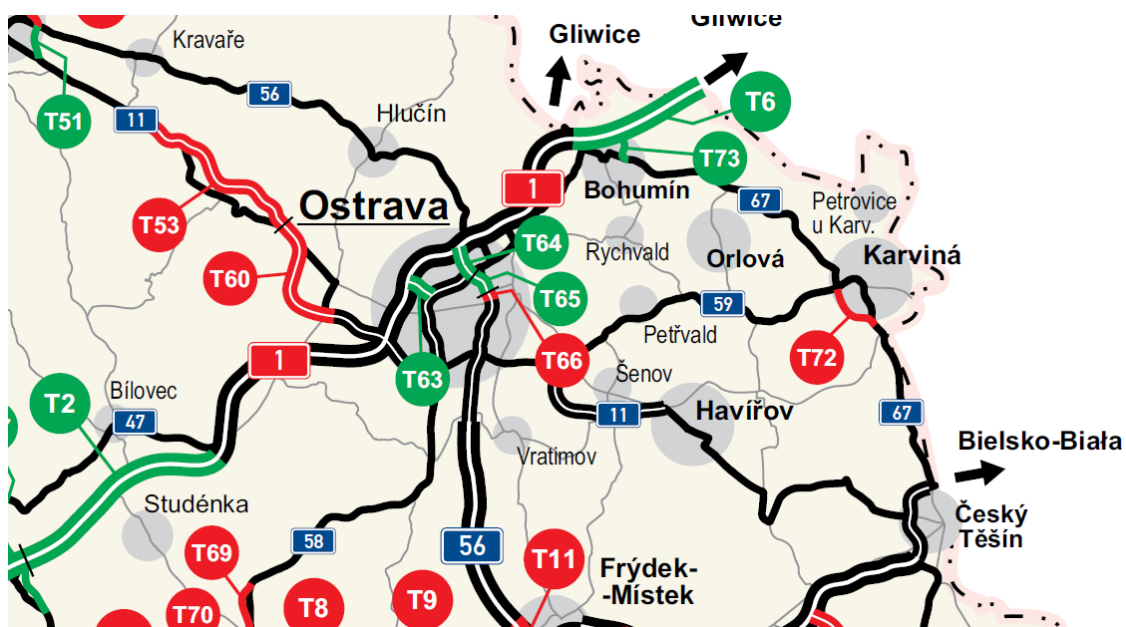 Gliwice
Gliwice
Kravaře
T51
11
56
Hlučín
T6
T73
1
Bohumín
67
Petrovice
u Karv.
T53
Ostrava
T64
Rychvald
Orlová
Karviná
T60
T65
59
Petřvald
1
T63
T66
T72
Šenov
Bílovec
T2
47
11
Havířov
67
Bielsko-Biała
Vratimov
Studénka
Český
Těšín
58
56
T69
T11
Frýdek-
-Místek
T70
T8
T9